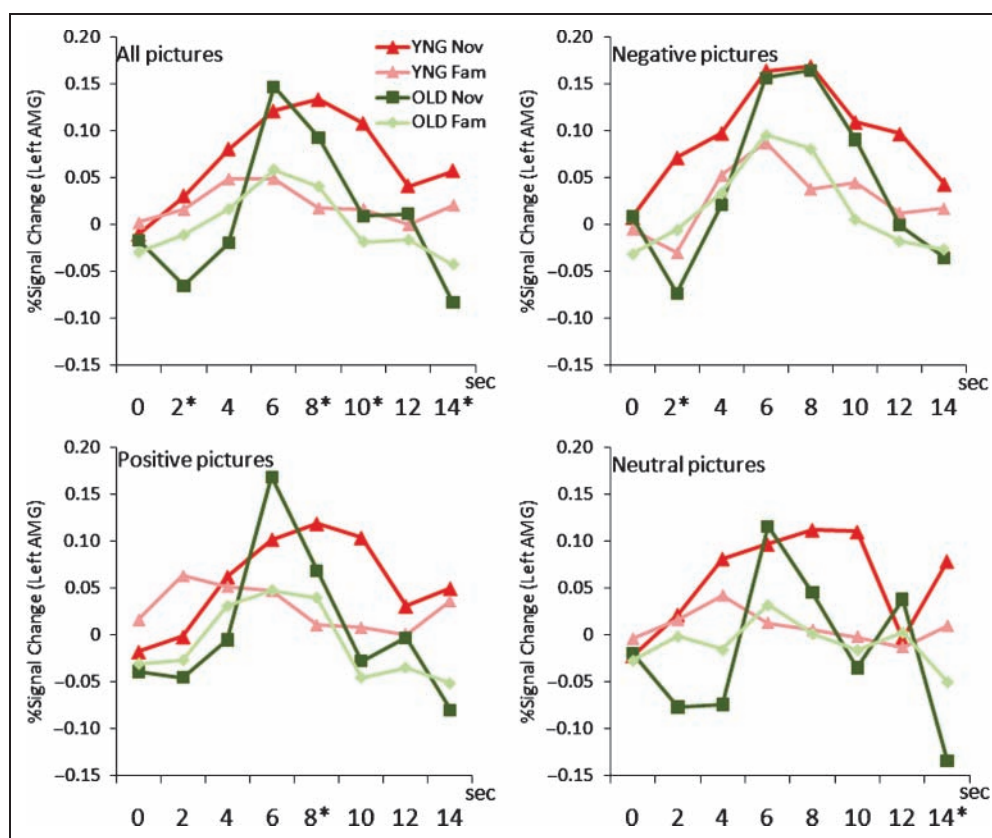 All pictures
YNG Nov
YNG Fam
OLD Nov
OLD Fam
%Signal Change (Left AMG)
0.20
0.15
0.10
0.05
0
−0.05
−0.10
−0.15
sec
0 2* 4 6 8* 10* 12 14*
Negative pictures
%Signal Change (Left AMG)
0.20
0.15
0.10
0.05
0
−0.05
−0.10
−0.15
sec
0 2* 4 6 8 10 12 14
Positive pictures
%Signal Change (Left AMG)
0.20
0.15
0.10
0.05
0
−0.05
−0.10
−0.15
sec
0 2 4 6 8* 10 12 14
Neutral pictures
%Signal Change (Left AMG)
0.20
0.15
0.10
0.05
0
−0.05
−0.10
−0.15
sec
0 2 4 6 8 10 12 14*